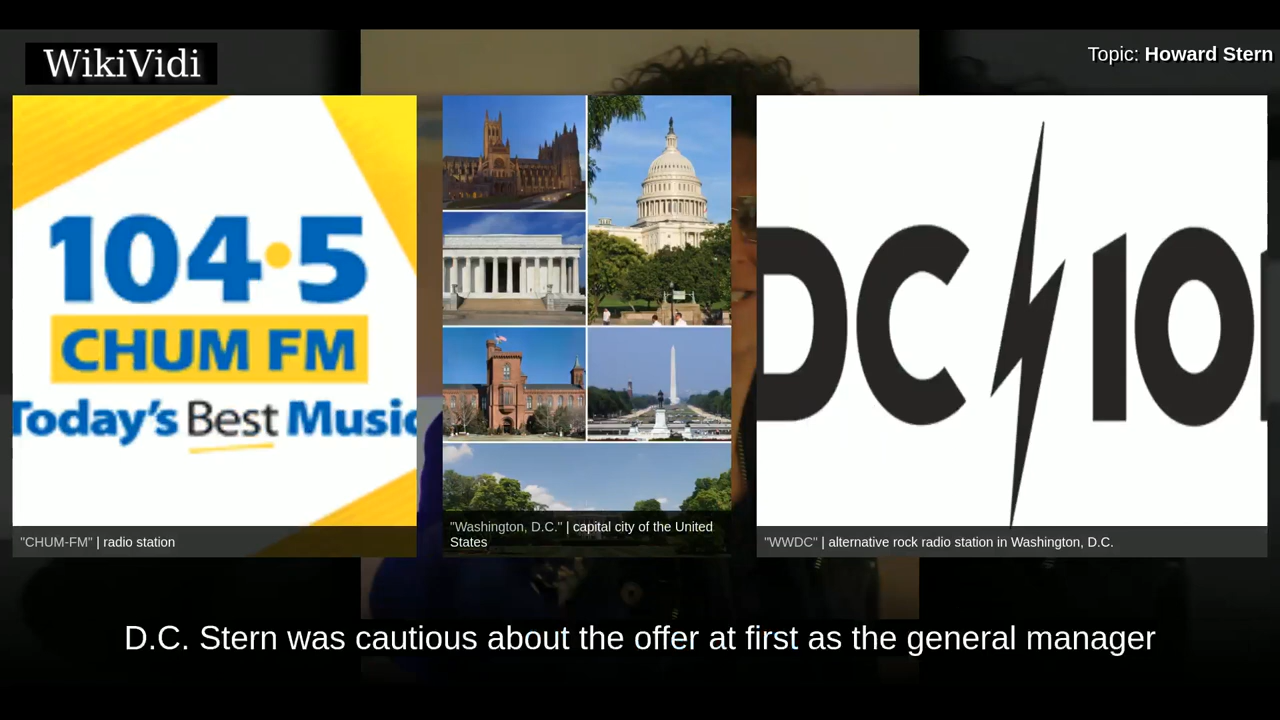 WikiVidi
Topic: Howard Stern
104•5
CHUM FM
Today's Best Music
DC 101
"CHUM-FM" | radio station
"Washington, D.C." | capital city of the United
States
"WWDC" | alternative rock radio station in Washington, D.C.
D.C. Stern was cautious about the offer at first as the general manager